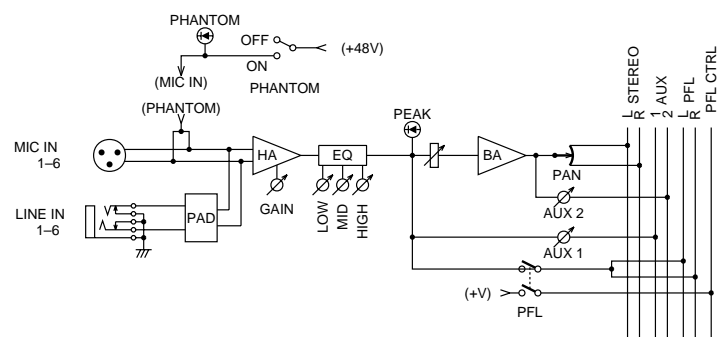 PHANTOM
OFF
ON
(+48V)
(MIC IN)
PHANTOM
(PHANTOM)
MIC IN
1–6
HA
GAIN
EQ
LOW
MID
HIGH
PEAK
BA
PAN
AUX 2
AUX 1
LINE IN
1–6
PAD
(+V)
PFL
L
R STEREO
1
2 AUX
L
R PFL
PFL CTRL